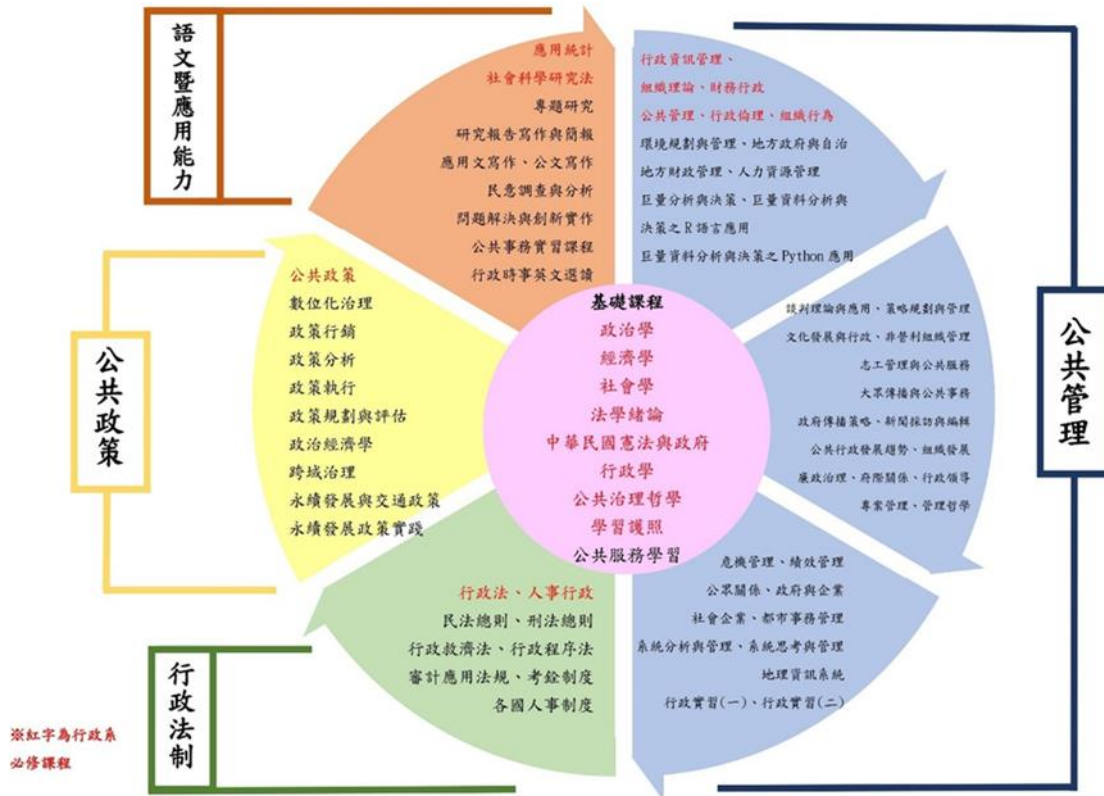 語文暨應用能力
應用統計
社會科學研究法
專題研究
研究報告寫作與簡報
應用文寫作、公文寫作
民意調查與分析
問題解決與創新實作
公共事務實習課程
行政時事英文選讀
行政資訊管理、
組織理論、財務行政
公共管理、行政倫理、組織行為
環境規劃與管理、地方政府與自治
地方財政管理、人力資源管理
巨量分析與決策、巨量資料分析與
決策之R語言應用
巨量資料分析與決策之Python應用
公共管理
談判理論與應用、策略規劃與管理
文化發展與行政、非營利組織管理
志工管理與公共服務
大眾傳播與公共事務
政府傳播策略、新聞採訪與編輯
公共行政發展趨勢、組織發展
廉政治理、府際關係、行政領導
專案管理、管理哲學
危機管理、績效管理
公眾關係、政府與企業
社會企業、都市事務管理
系統分析與管理、系統思考與管理
地理資訊系統
行政實習(一)、行政實習(二)
基礎課程
政治學
經濟學
社會學
法學緒論
中華民國憲法與政府
行政學
公共治理哲學
學習護照
公共服務學習
公共政策
公共政策
數位化治理
政策行銷
政策分析
政策執行
政策規劃與評估
政治經濟學
跨域治理
永續發展與交通政策
永續發展政策實踐
行政法制
行政法、人事行政
民法總則、刑法總則
行政救濟法、行政程序法
審計應用法規、考銓制度
各國人事制度
※紅字為行政系
必修課程